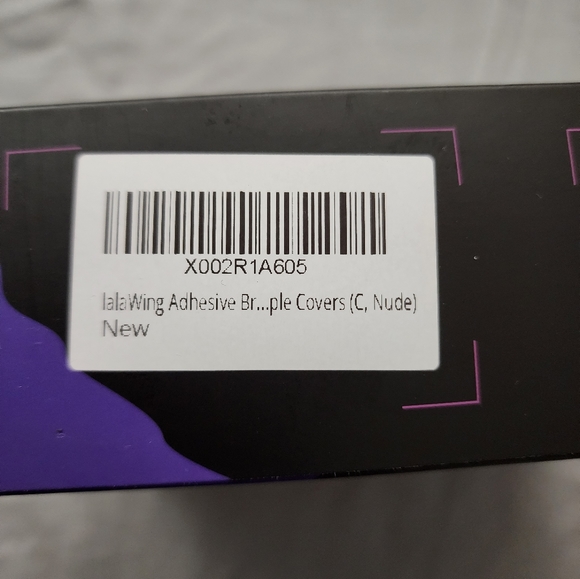 X002R1A605
lalaWing Adhesive Br...ple Covers (C, Nude)
New